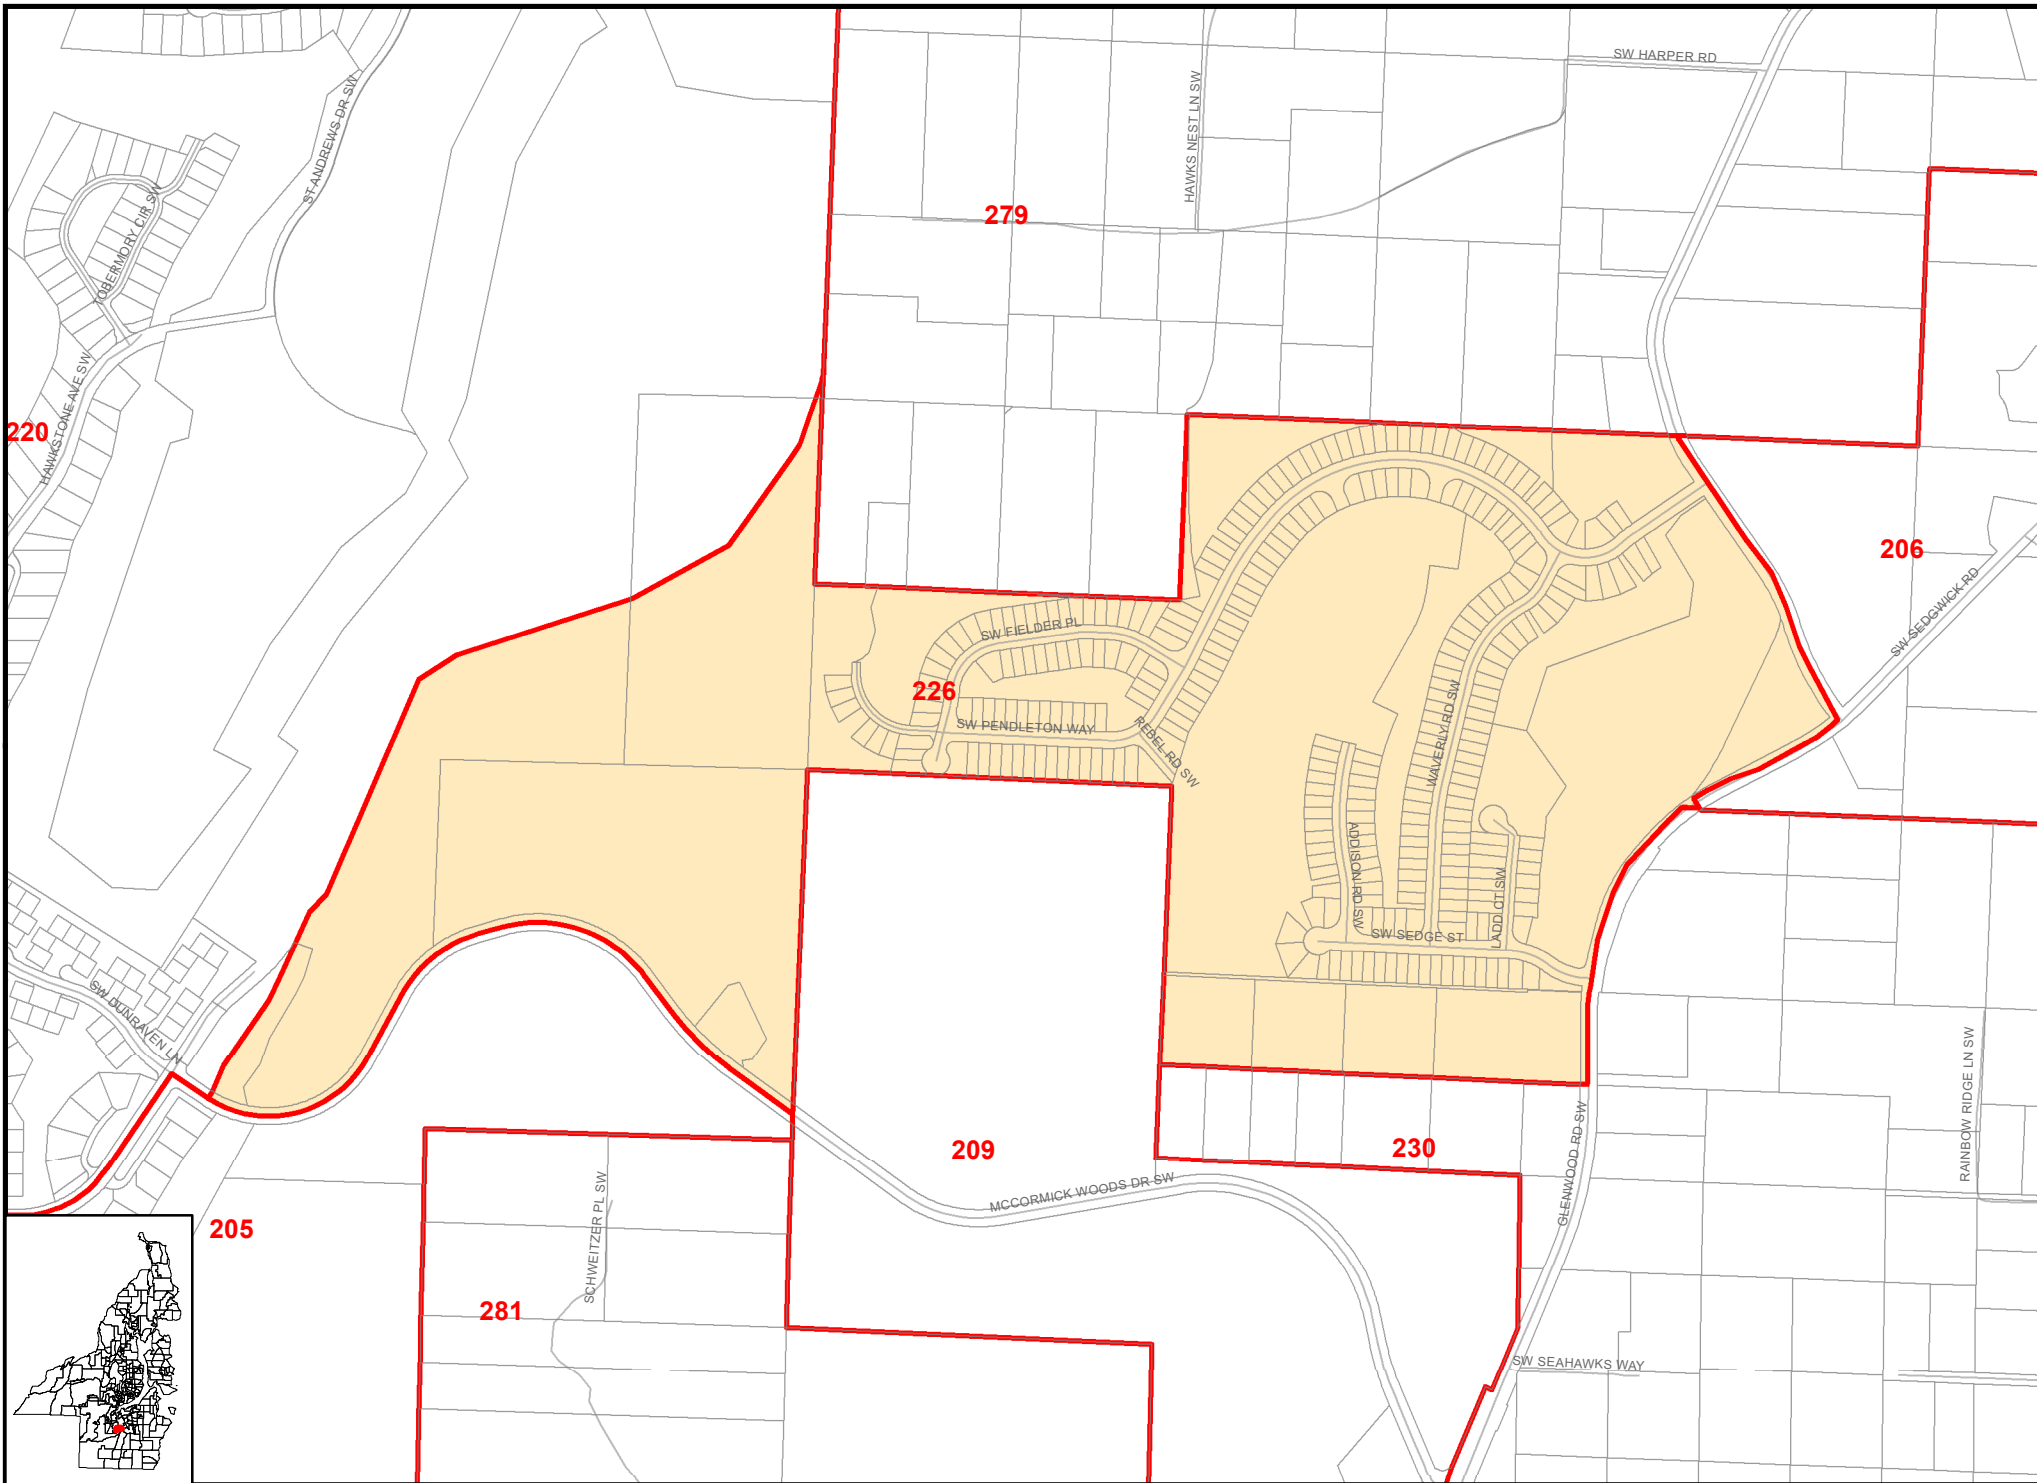 SW HARPER RD
ST ANDREWS DR SW
HAWKS NEST LN SW
279
TOBERMORY CIR SW
220
HAWKSTONE AVE SW
206
SW SEDGWICK RD
SW FIELDER PL
226
SW PENDLETON WAY
REBEL RD SW
WAVERLY RD SW
ADDISON RD SW
LADD CT SW
SW SEDGE ST
SW DUNRAVEN LN
RAINBOW RIDGE LN SW
209
230
MCCORMICK WOODS DR SW
GLENWOOD RD SW
205
SCHWEITZER PL SW
281
SW SEAHAWKS WAY